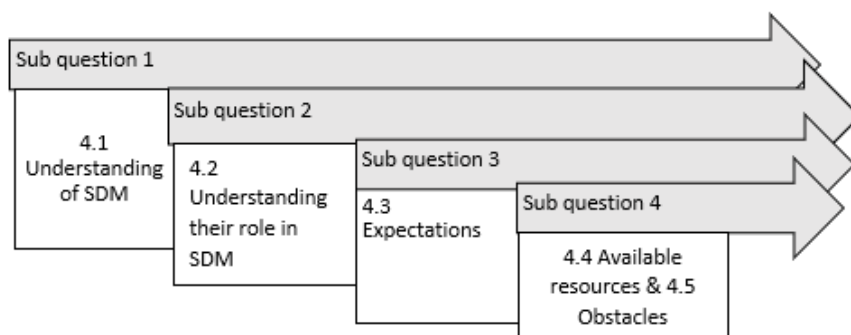 Sub question 1
Sub question 2
4.1
Understanding
of SDM
Sub question 3
4.2
Understanding
their role in
SDM
Sub question 4
4.3
Expectations
4.4 Available
resources & 4.5
Obstacles